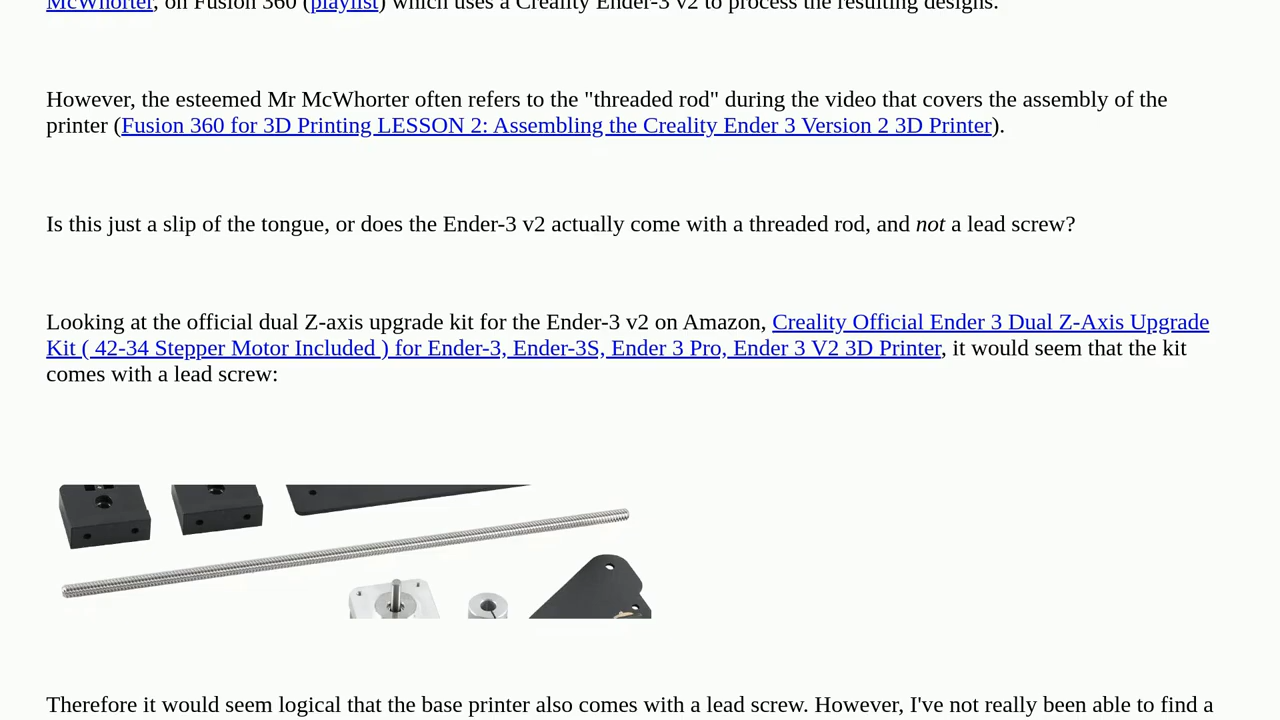 McWhorter, on Fusion 360 (playlist) which uses a Creality Ender-3 v2 to process the resulting designs.
However, the esteemed Mr McWhorter often refers to the "threaded rod" during the video that covers the assembly of the
printer (Fusion 360 for 3D Printing LESSON 2: Assembling the Creality Ender 3 Version 2 3D Printer).
Is this just a slip of the tongue, or does the Ender-3 v2 actually come with a threaded rod, and not a lead screw?
Looking at the official dual Z-axis upgrade kit for the Ender-3 v2 on Amazon, Creality Official Ender 3 Dual Z-Axis Upgrade
Kit ( 42-34 Stepper Motor Included ) for Ender-3, Ender-3S, Ender 3 Pro, Ender 3 V2 3D Printer, it would seem that the kit
comes with a lead screw:
Therefore it would seem logical that the base printer also comes with a lead screw. However, I've not really been able to find a